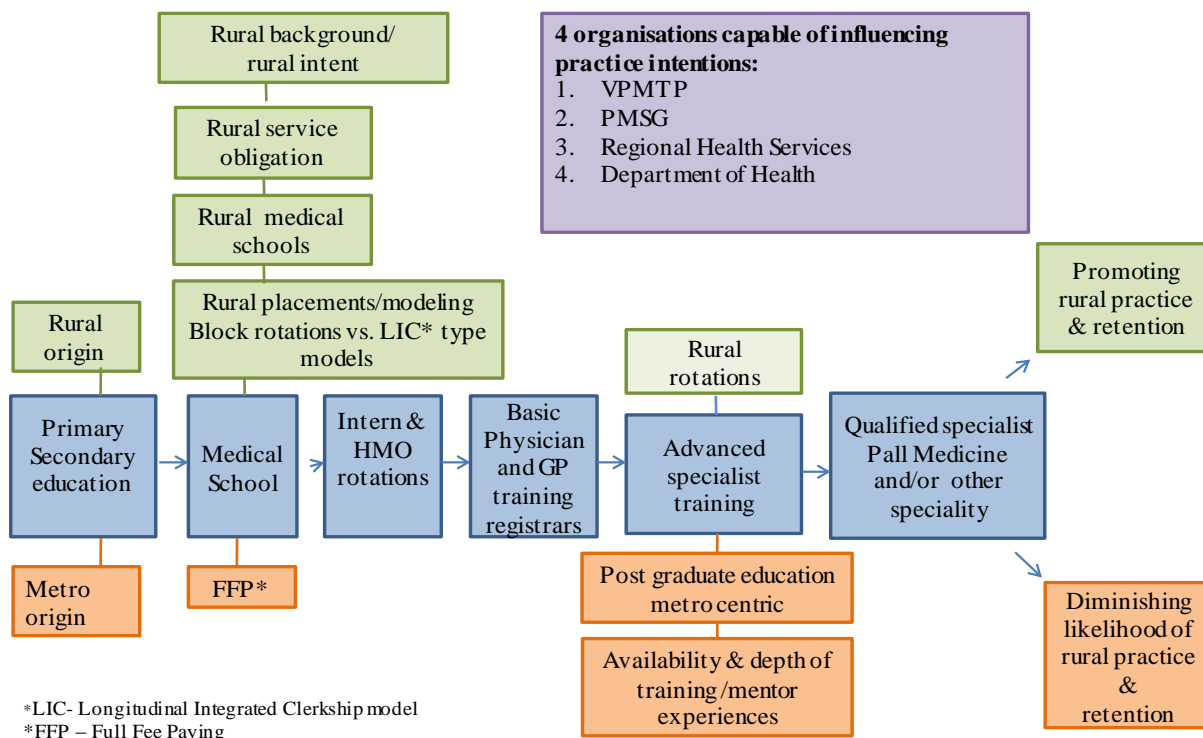 Rural background/
rural intent
4 organisations capable of influencing
practice intentions:
1. VPMTP
2. PMSG
3. Regional Health Services
4. Department of Health
Rural service
obligation
Rural medical
schools
Rural placements/modeling
Block rotations vs. LIC* type
models
Rural
origin
Rural
rotations
Promoting
rural practice
& retention
Primary
Secondary
education
Medical
School
Intern &
HMO
rotations
Basic
Physician
and GP
training
registrars
Advanced
specialist
training
Qualified specialist
Pall Medicine
and/or other
speciality
Metro
origin
FFP*
Post graduate education
metro centric
Availability & depth of
training/mentor
experiences
Diminishing
likelihood of
rural practice
&
retention
*LIC- Longitudinal Integrated Clerkship model
*FFP – Full Fee Paying